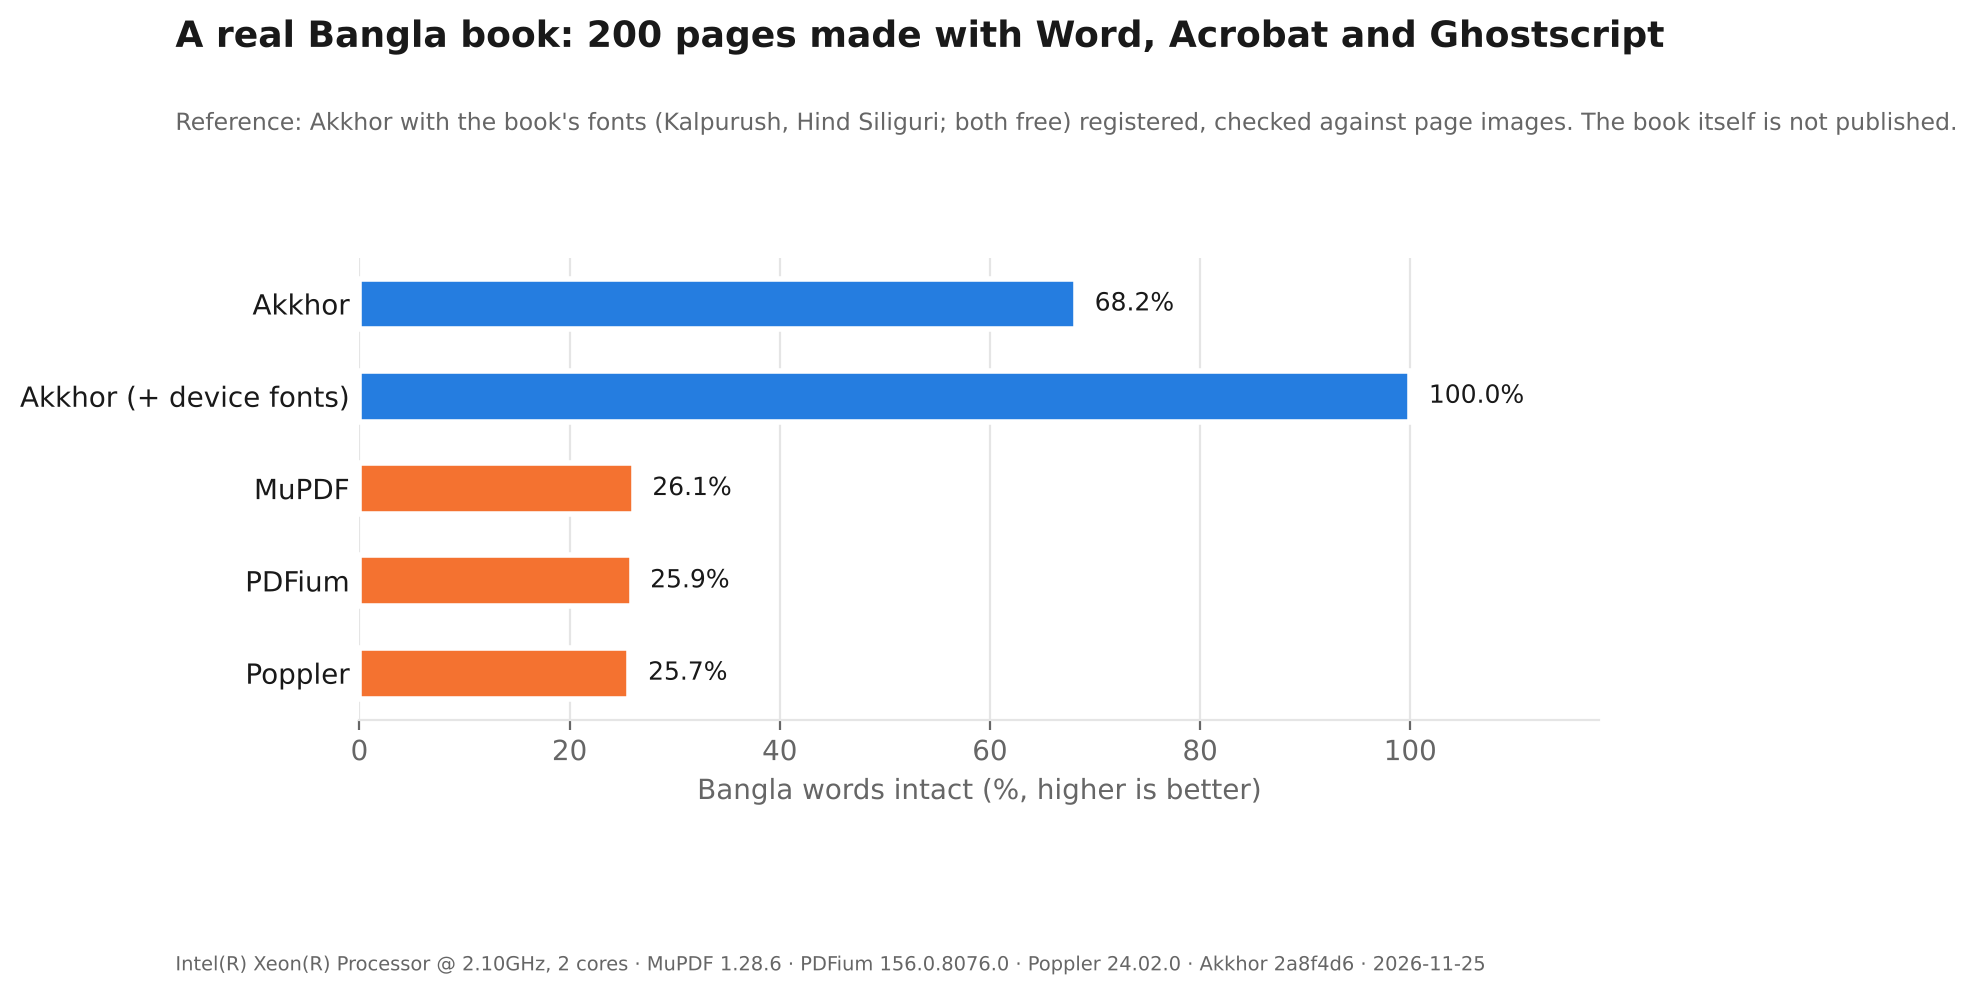 A real Bangla book: 200 pages made with Word, Acrobat and Ghostscript
Reference: Akkhor with the book's fonts (Kalpurush, Hind Siliguri; both free) registered, checked against page images. The book itself is not published.
Akkhor 68.2%
Akkhor (+ device fonts) 100.0%
MuPDF 26.1%
PDFium 25.9%
Poppler 25.7%
0 20 40 60 80 100
Bangla words intact (%, higher is better)
Intel(R) Xeon(R) Processor @ 2.10GHz, 2 cores · MuPDF 1.28.6 · PDFium 156.0.8076.0 · Poppler 24.02.0 · Akkhor 2a8f4d6 · 2026-11-25